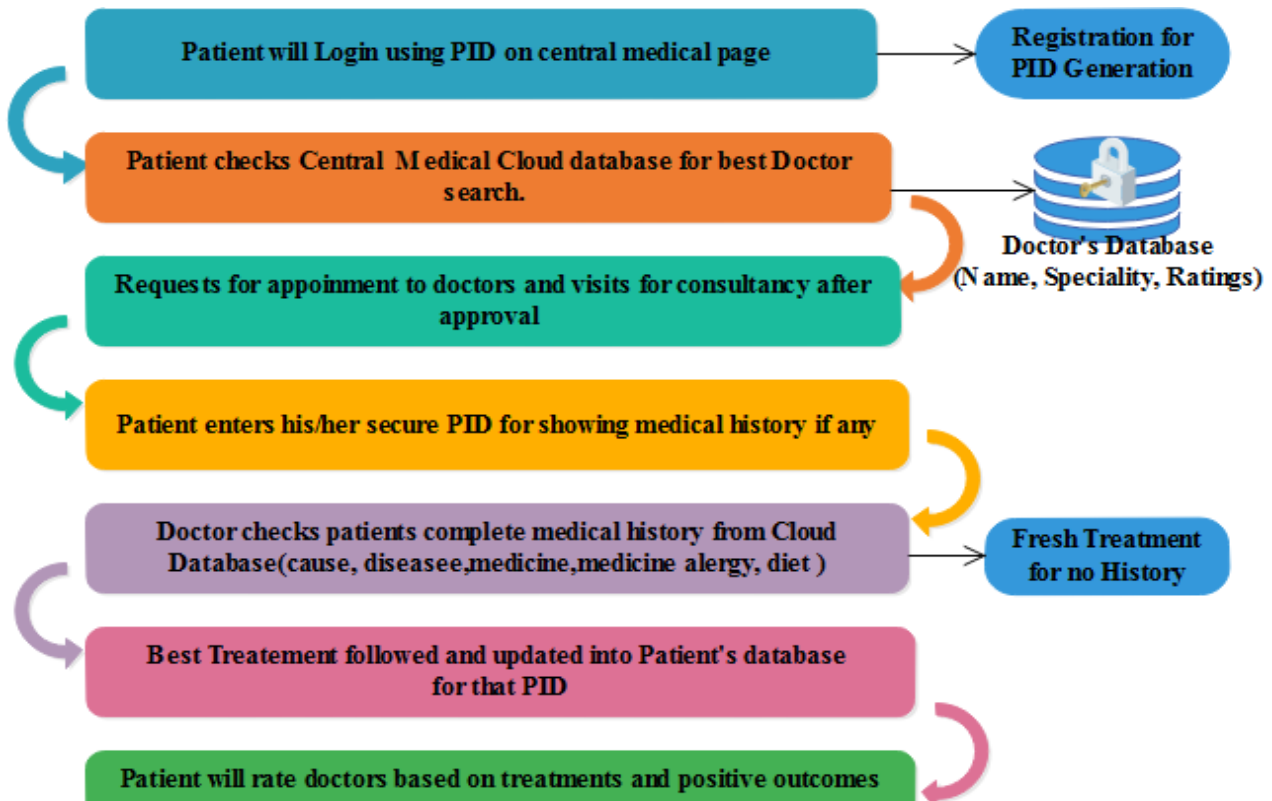 Patient will Login using PID on central medical page
Registration for
PID Generation
Patient checks Central Medical Cloud database for best Doctor
search.
Doctor's Database
(Name, Speciality, Ratings)
Requests for appoinment to doctors and visits for consultancy after
approval
Patient enters his/her secure PID for showing medical history if any
Doctor checks patients complete medical history from Cloud
Database(cause, diseasee,medicine,medicine alergy, diet )
Fresh Treatment
for no History
Best Treatement followed and updated into Patient's database
for that PID
Patient will rate doctors based on treatments and positive outcomes